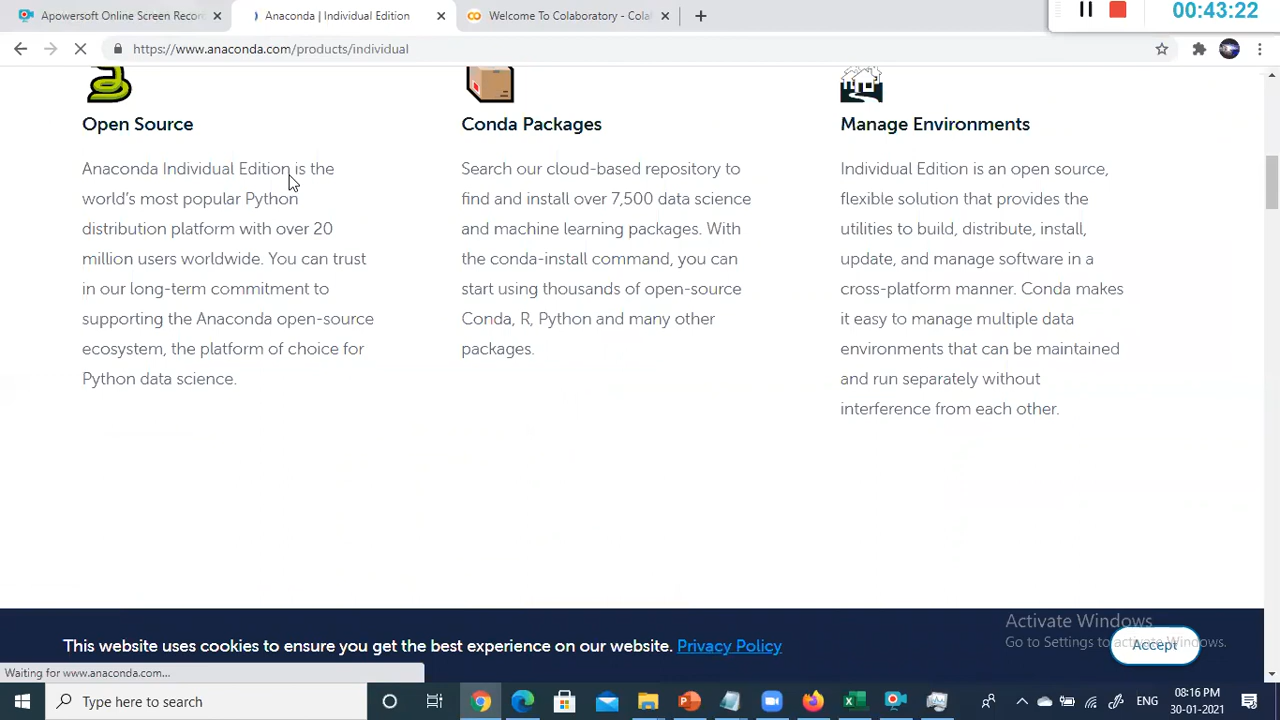 Apowersoft Online Screen Recor
Anaconda | Individual Edition
Welcome To Colaboratory - Cola
00:43:22
https://www.anaconda.com/products/individual
Open Source
Anaconda Individual Edition is the
world's most popular Python
distribution platform with over 20
million users worldwide. You can trust
in our long-term commitment to
supporting the Anaconda open-source
ecosystem, the platform of choice for
Python data science.
Conda Packages
Search our cloud-based repository to
find and install over 7,500 data science
and machine learning packages. With
the conda-install command, you can
start using thousands of open-source
Conda, R, Python and many other
packages.
Manage Environments
Individual Edition is an open source,
flexible solution that provides the
utilities to build, distribute, install,
update, and manage software in a
cross-platform manner. Conda makes
it easy to manage multiple data
environments that can be maintained
and run separately without
interference from each other.
This website uses cookies to ensure you get the best experience on our website. Privacy Policy
Accept
Activate Windows
Go to Settings to activate Windows.
Waiting for www.anaconda.com...
Type here to search
ENG
08:16 PM
30-01-2021